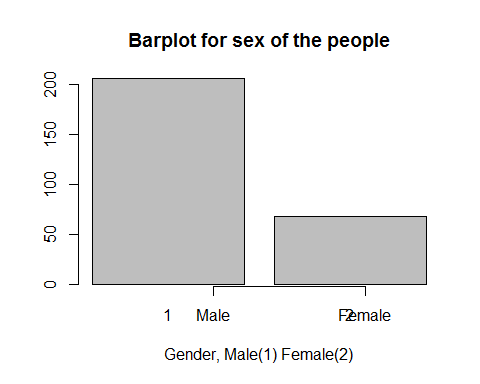 Barplot for sex of the people
200
150
100
50
0
1 Male 2 Female
Gender, Male(1) Female(2)